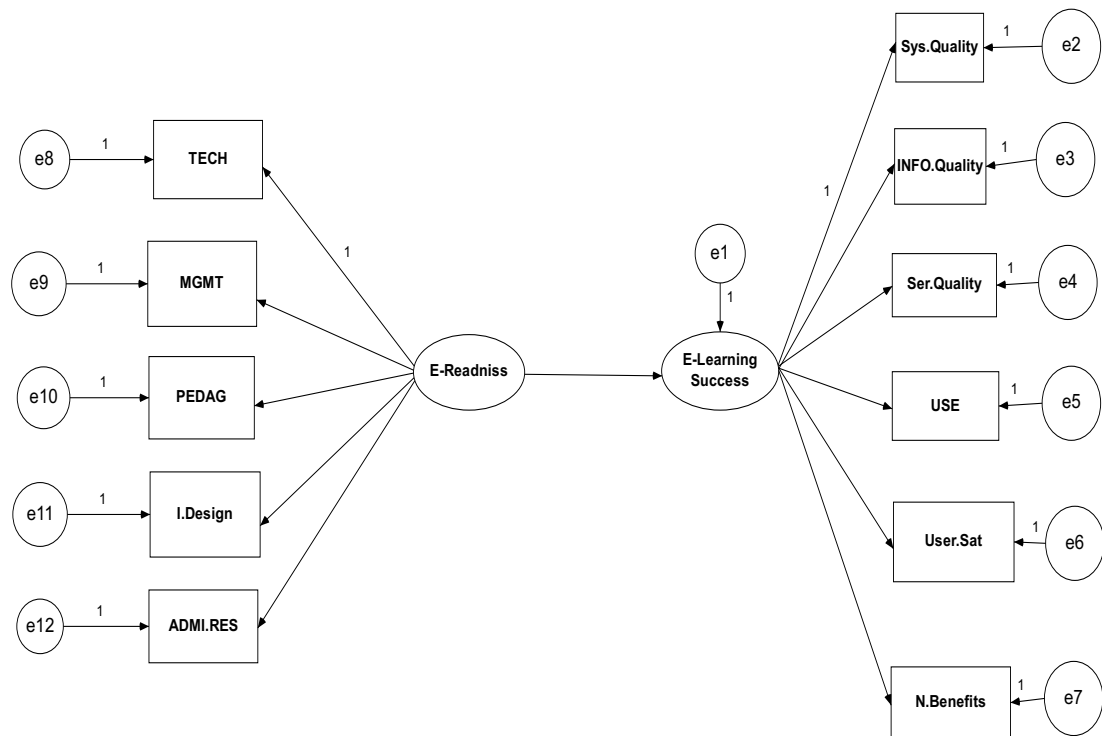 Sys.Quality
1
e2
e8
1
TECH
INFO.Quality
1
e3
1
1
e9
1
MGMT
e1
1
Ser.Quality
1
e4
E-Readniss
E-Learning
Success
e10
1
PEDAG
USE
1
e5
e11
1
I.Design
User.Sat
1
e6
e12
1
ADMI.RES
N.Benefits
1
e7